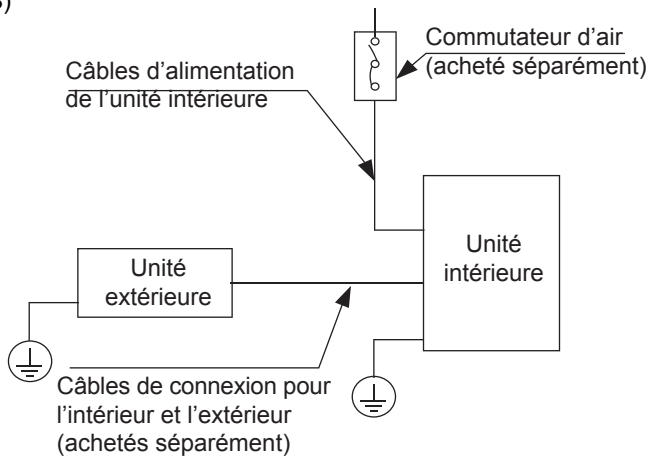 Commutateur d’air
(acheté séparément)
Câbles d’alimentation
de l’unité intérieure
Unité
intérieure
Unité
extérieure
Câbles de connexion pour
l’intérieur et l’extérieur
(achetés séparément)